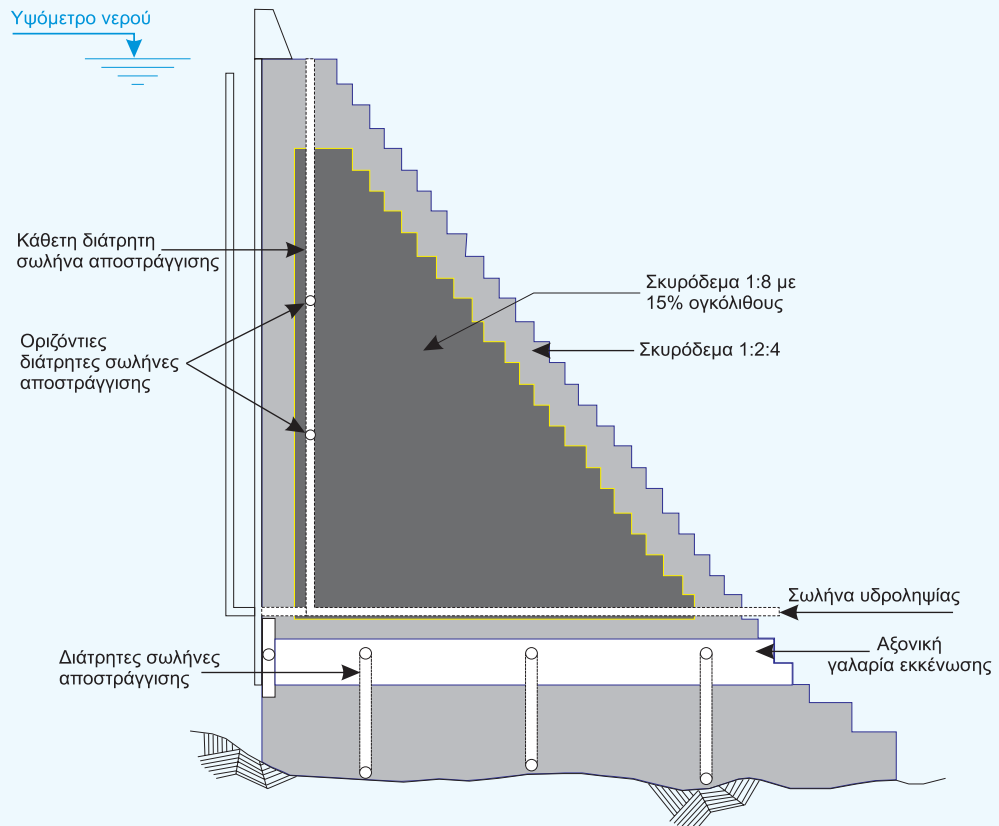 Υψόμετρο νερού
Κάθετη διάτρητη
σωλήνα αποστράγγισης
Σκυρόδεμα 1:8 με
15% ογκόλιθους
Οριζόντιες
διάτρητες σωλήνες
αποστράγγισης
Σκυρόδεμα 1:2:4
Σωλήνα υδροληψίας
Αξονική
γαλαρία εκκένωσης
Διάτρητες σωλήνες
αποστράγγισης